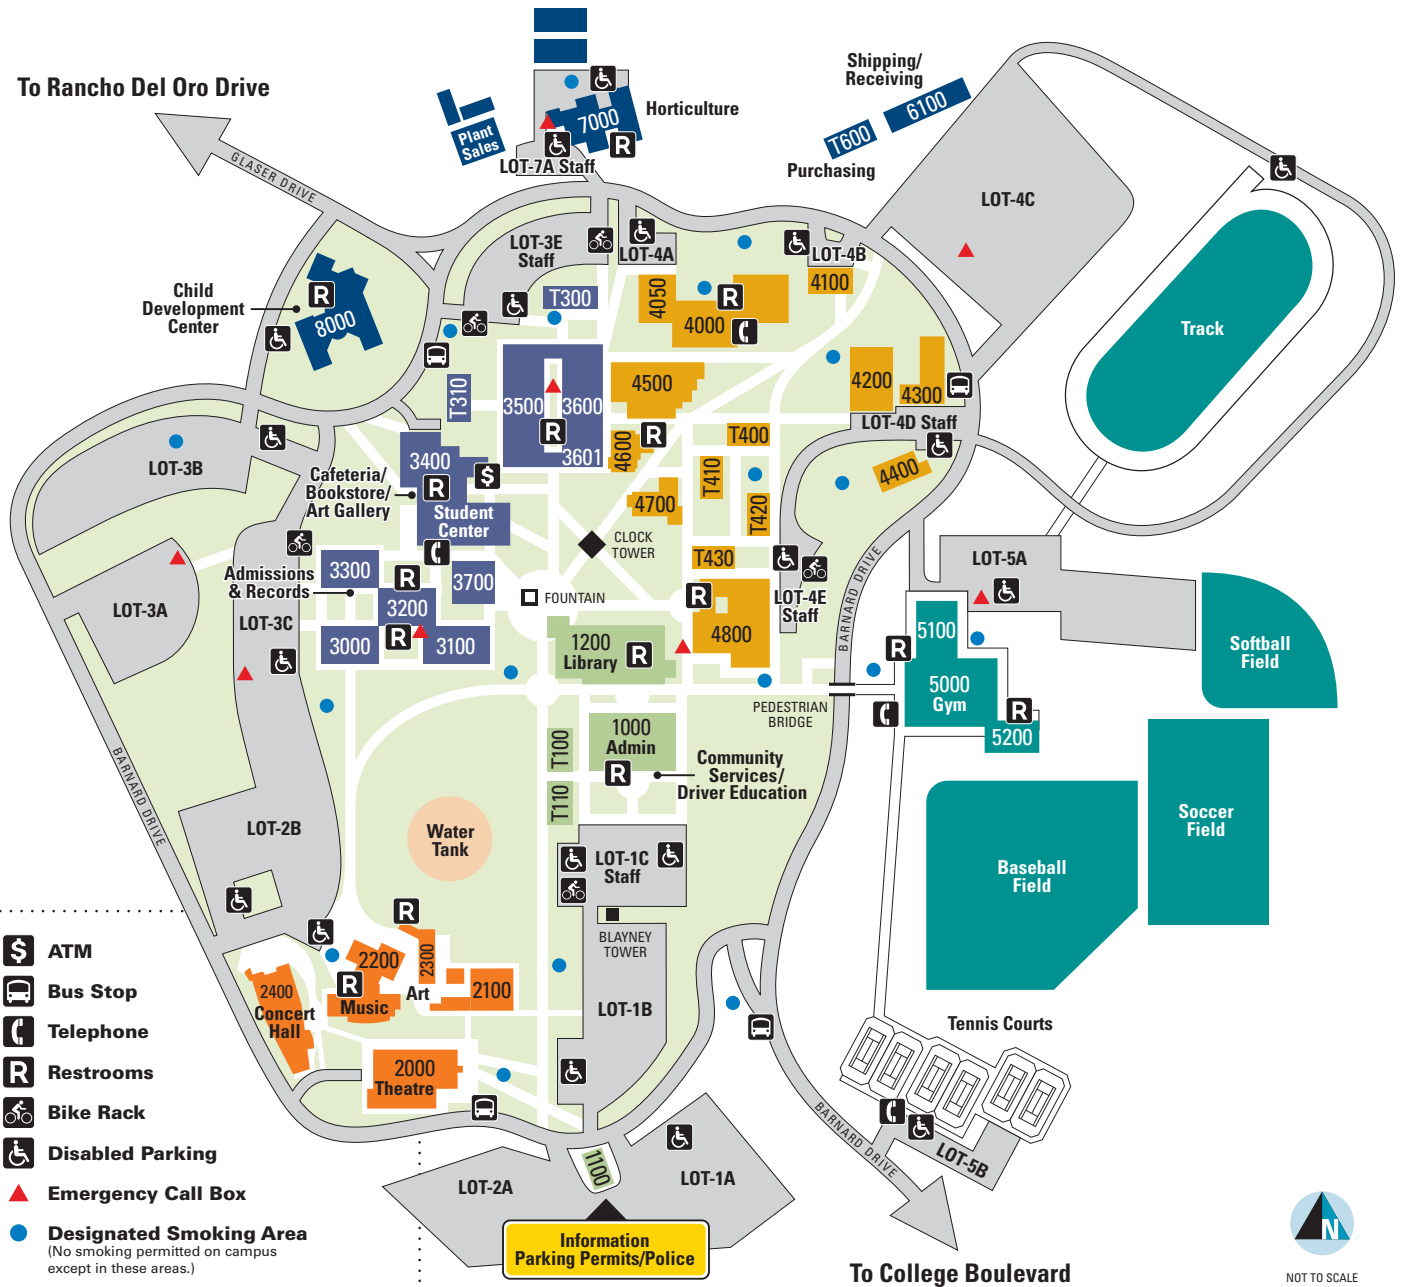 To Rancho Del Oro Drive
GLASER DRIVE
Plant
Sales
7000
Horticulture
LOT-7A Staff
Shipping/
Receiving
6100
T600
Purchasing
LOT-4C
LOT-3E
Staff
LOT-4A
LOT-4B
Child
Development
Center
R
8000
T300
4050
4000
4100
Track
T310
3500
3600
3601
R
4500
4600
R
4200
4300
LOT-4D Staff
4400
T400
T410
T420
T430
4700
LOT-3B
3400
R
$
Cafeteria/
Bookstore/
Art Gallery
Student
Center
CLOCK
TOWER
FOUNTAIN
Admissions
& Records
3300
R
3200
3700
3000
R
3100
LOT-3A
LOT-3C
1200
Library
R
R
4800
LOT-4E
Staff
BARNARD DRIVE
LOT-5A
5100
R
5000
Gym
R
5200
Softball
Field
PEDESTRIAN
BRIDGE
T100
1000
Admin
R
T110
Community
Services/
Driver Education
Soccer
Field
Baseball
Field
BARNARD DRIVE
LOT-2B
Water
Tank
LOT-1C
Staff
BLAYNEY
TOWER
LOT-1B
R
2200
2300
R
Music
Art
2100
2400
Concert
Hall
2000
Theatre
Tennis Courts
BARNARD DRIVE
LOT-5B
LOT-2A
1100
LOT-1A
Information
Parking Permits/Police
To College Boulevard
$ ATM
Bus Stop
Telephone
R Restrooms
Bike Rack
Disabled Parking
Emergency Call Box
Designated Smoking Area
(No smoking permitted on campus
except in these areas.)
N
NOT TO SCALE
R
R